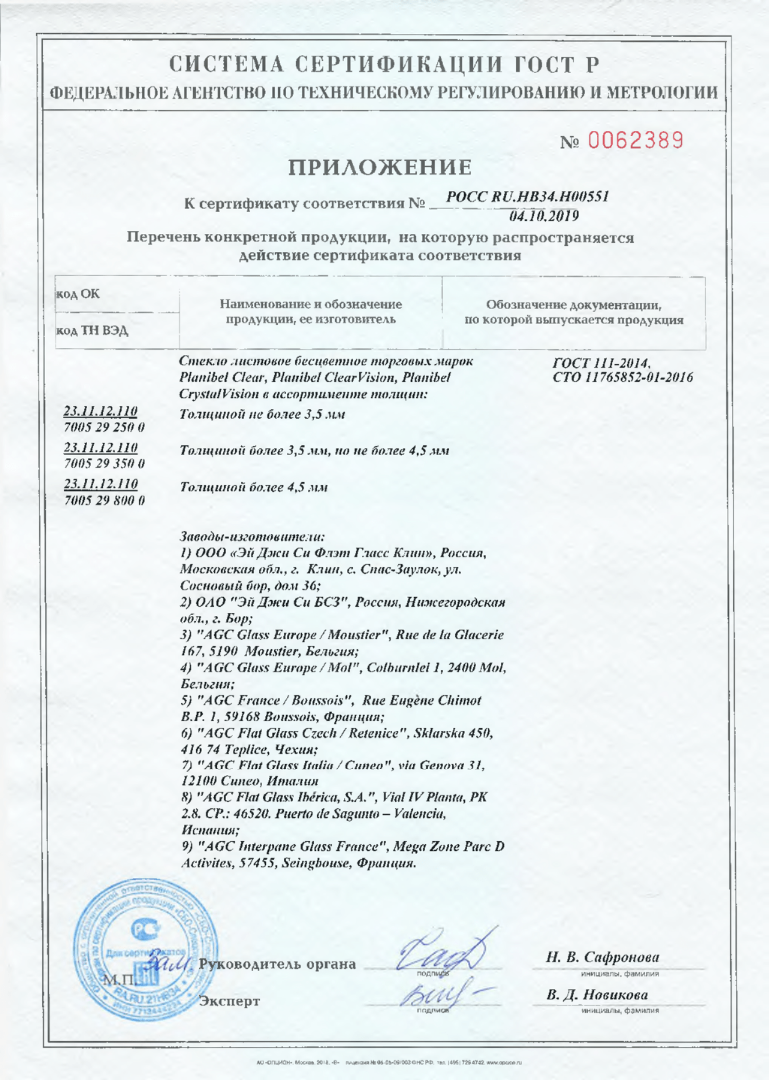 СИСТЕМА СЕРТИФИКАЦИИ ГОСТ Р
ФЕДЕРАЛЬНОЕ АГЕНТСТВО ПО ТЕХНИЧЕСКОМУ РЕГУЛИРОВАНИЮ И МЕТРОЛОГИИ
№ 0062389
ПРИЛОЖЕНИЕ
К сертификату соответствия № РОСС RU.НВ34.Н00551
04.10.2019
Перечень конкретной продукции, на которую распространяется
действие сертификата соответствия
код ОК
код ТН ВЭД
Наименование и обозначение
продукции, ее изготовитель
Обозначение документации,
по которой выпускается продукция
Стекло листовое бесцветное торговых марок
Planibel Clear, Planibel ClearVision, Planibel
CrystalVision в ассортименте толщин:
ГОСТ 111-2014,
СТО 11765852-01-2016
23.11.12.110
7005 29 250 0
Толщиной не более 3,5 мм
23.11.12.110
7005 29 350 0
Толщиной более 3,5 мм, но не более 4,5 мм
23.11.12.110
7005 29 800 0
Толщиной более 4,5 мм
Заводы-изготовители:
1) ООО «Эй Джи Си Флэт Гласс Клин», Россия,
Московская обл., г. Клин, с. Спас-Заулок, ул.
Сосновый бор, дом 36;
2) ОАО "Эй Джи Си БСЗ", Россия, Нижегородская
обл., г. Бор;
3) "AGC Glass Europe / Moustier", Rue de la Glacerie
167, 5190 Moustier, Бельгия;
4) "AGC Glass Europe / Mol", Colburnlei 1, 2400 Mol,
Бельгия;
5) "AGC France / Boussois", Rue Eugène Chimot
B.P. 1, 59168 Boussois, Франция;
6) "AGC Flat Glass Czech / Retenice", Sklarska 450,
416 74 Teplice, Чехия;
7) "AGC Flat Glass Italia / Cuneo", via Genova 31,
12100 Cuneo, Италия
8) "AGC Flat Glass Ibérica, S.A.", Vial IV Planta, PK
2.8. CP.: 46520. Puerto de Sagunto – Valencia,
Испания;
9) "AGC Interpane Glass France", Mega Zone Parc D
Activites, 57455, Seingbouse, Франция.
Для сертификатов
М.П.
Зам. Руководитель органа
подпись
Н. В. Сафронова
инициалы, фамилия
Эксперт
подпись
В. Д. Новикова
инициалы, фамилия